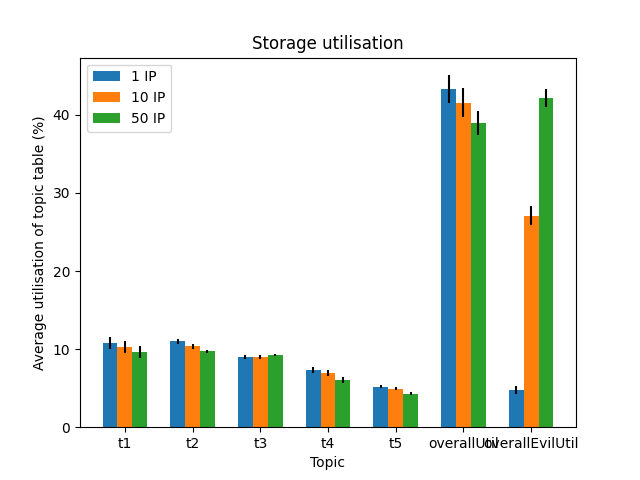 Storage utilisation
1 IP
10 IP
50 IP
Average utilisation of topic table (%)
40
30
20
10
0
t1 t2 t3 t4 t5 overallUtil overallEvilUtil
Topic